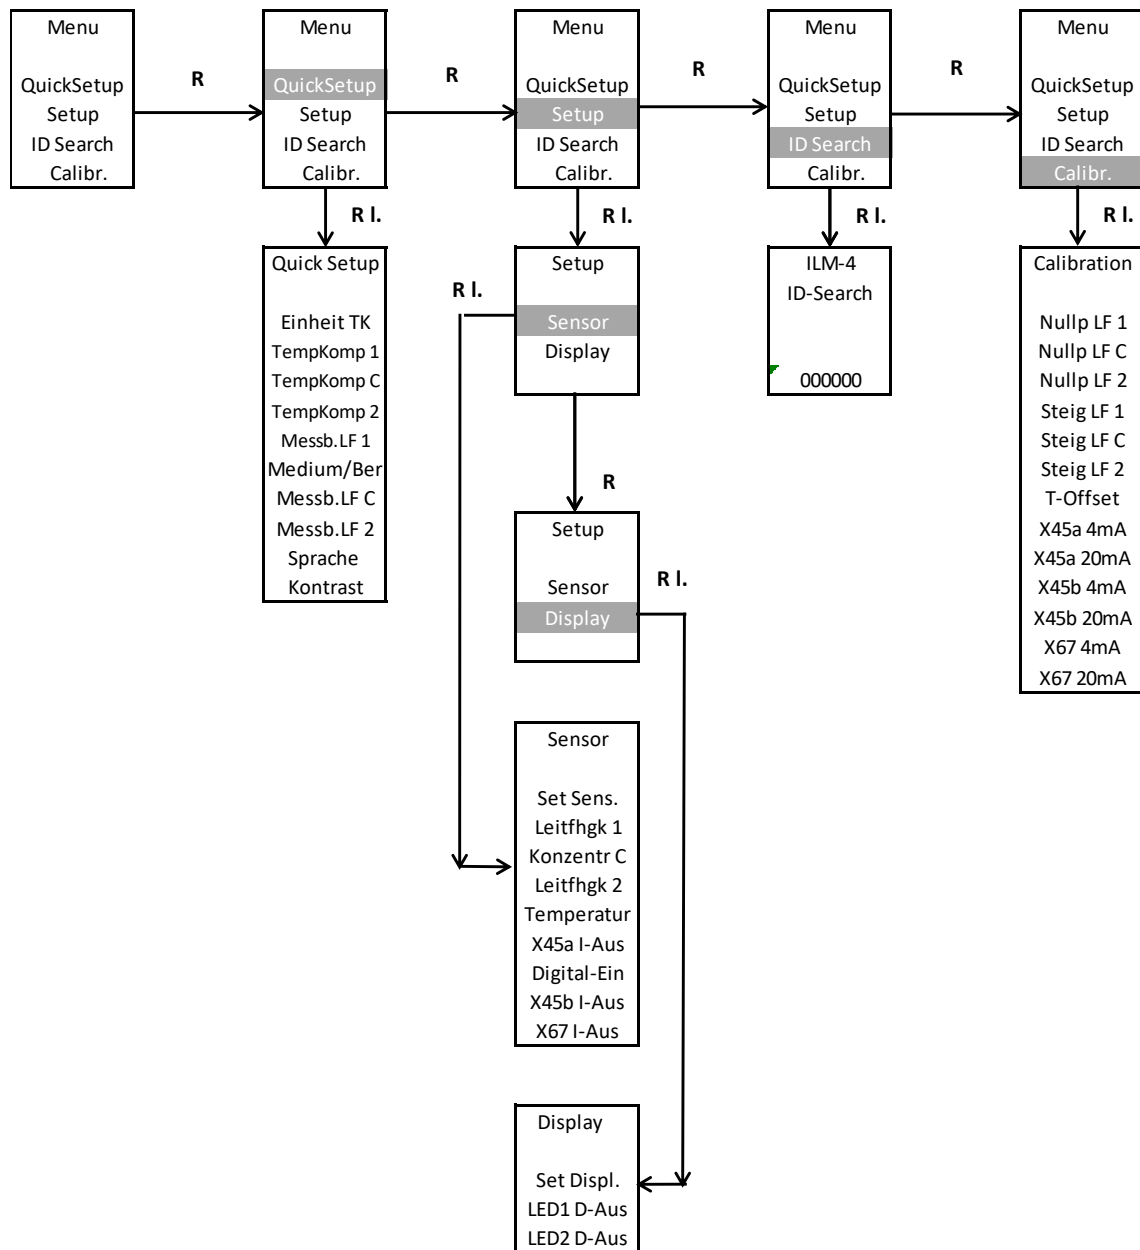 Menu
QuickSetup
Setup
ID Search
Calibr.
R
Menu
QuickSetup
Setup
ID Search
Calibr.
R
Menu
QuickSetup
Setup
ID Search
Calibr.
R
Menu
QuickSetup
Setup
ID Search
Calibr.
R
Menu
QuickSetup
Setup
ID Search
Calibr.
R l.
Quick Setup
Einheit TK
TempKomp 1
TempKomp C
TempKomp 2
Messb.LF 1
Medium/Ber
Messb.LF C
Messb.LF 2
Sprache
Kontrast
R l.
Setup
Sensor
Display
R l.
R
Setup
Sensor
Display
R l.
Sensor
Set Sens.
Leitfhgk 1
Konzentr C
Leitfhgk 2
Temperatur
X45a I-Aus
Digital-Ein
X45b I-Aus
X67 I-Aus
Display
Set Displ.
LED1 D-Aus
LED2 D-Aus
R l.
ILM-4
ID-Search
000000
R l.
Calibration
Nullp LF 1
Nullp LF C
Nullp LF 2
Steig LF 1
Steig LF C
Steig LF 2
T-Offset
X45a 4mA
X45a 20mA
X45b 4mA
X45b 20mA
X67 4mA
X67 20mA